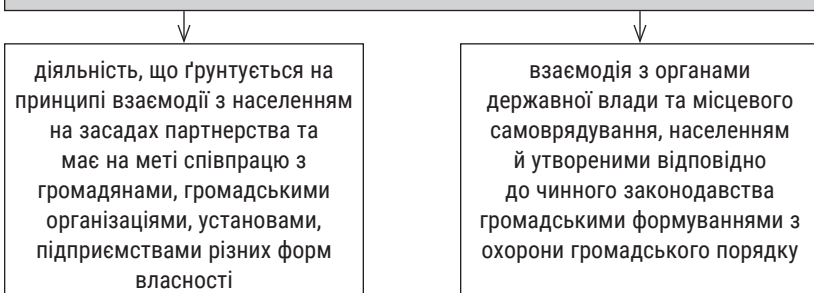 діяльність, що ґрунтується на
принципі взаємодії з населенням
на засадах партнерства та
має на меті співпрацю з
громадянами, громадськими
організаціями, установами,
підприємствами різних форм
власності
взаємодія з органами
державної влади та місцевого
самоврядування, населенням
й утвореними відповідно
до чинного законодавства
громадськими формуваннями з
охорони громадського порядку